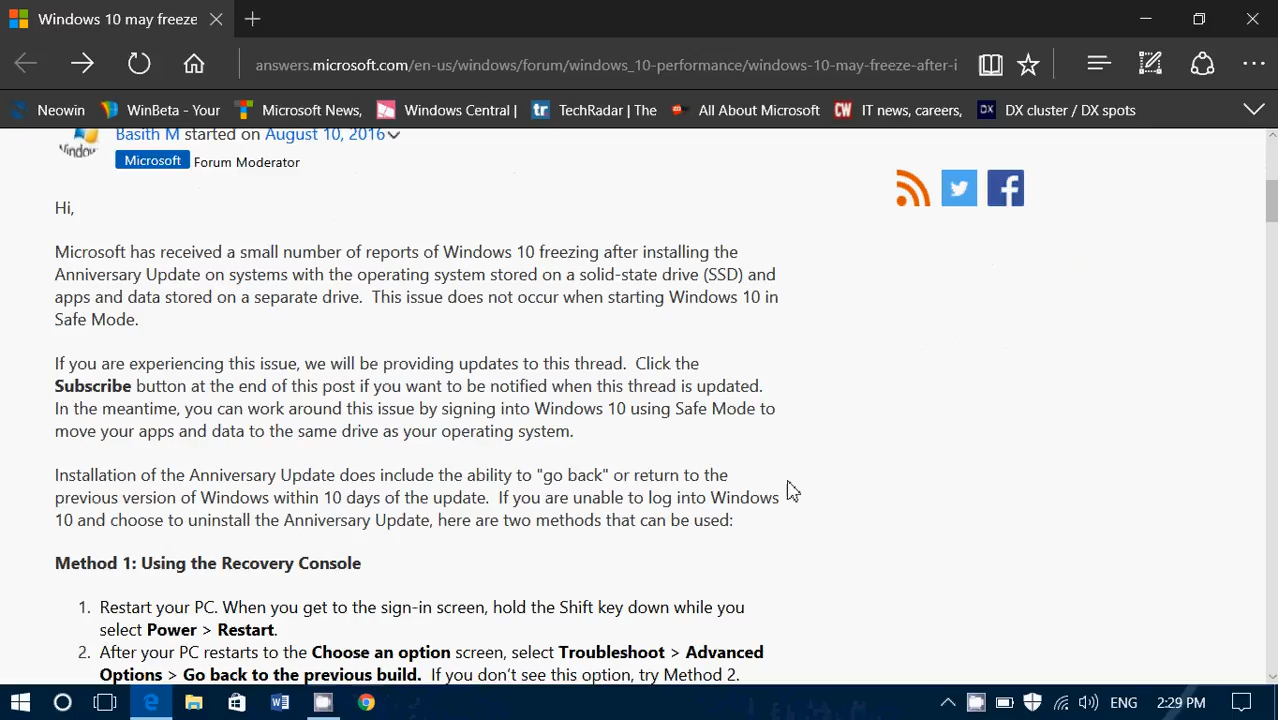 Windows 10 may freeze
answers.microsoft.com/en-us/windows/forum/windows_10-performance/windows-10-may-freeze-after-i
Neowin WinBeta - Your Microsoft News, Windows Central | TechRadar | The All About Microsoft IT news, careers, DX cluster / DX spots
Basith M started on August 10, 2016
Microsoft Forum Moderator
Hi,
Microsoft has received a small number of reports of Windows 10 freezing after installing the
Anniversary Update on systems with the operating system stored on a solid-state drive (SSD) and
apps and data stored on a separate drive. This issue does not occur when starting Windows 10 in
Safe Mode.
If you are experiencing this issue, we will be providing updates to this thread. Click the
Subscribe button at the end of this post if you want to be notified when this thread is updated.
In the meantime, you can work around this issue by signing into Windows 10 using Safe Mode to
move your apps and data to the same drive as your operating system.
Installation of the Anniversary Update does include the ability to "go back" or return to the
previous version of Windows within 10 days of the update. If you are unable to log into Windows
10 and choose to uninstall the Anniversary Update, here are two methods that can be used:
Method 1: Using the Recovery Console
1. Restart your PC. When you get to the sign-in screen, hold the Shift key down while you
select Power > Restart.
2. After your PC restarts to the Choose an option screen, select Troubleshoot > Advanced
Options > Go back to the previous build. If you don't see this option, try Method 2.
ENG 2:29 PM